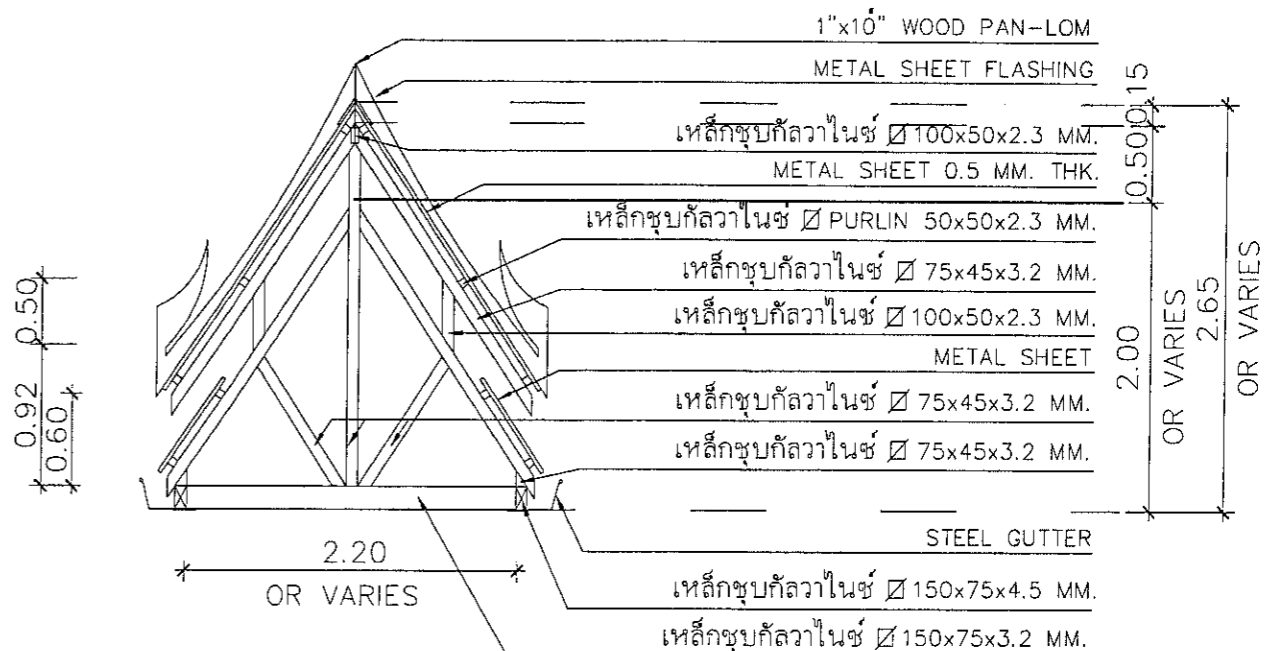 1"x10" WOOD PAN-LOM
METAL SHEET FLASHING
เหล็กชุบกัลวาไนซ์ 100x50x2.3 MM.
METAL SHEET 0.5 MM. THK.
เหล็กชุบกัลวาไนซ์ PURLIN 50x50x2.3 MM.
เหล็กชุบกัลวาไนซ์ 75x45x3.2 MM.
เหล็กชุบกัลวาไนซ์ 100x50x2.3 MM.
METAL SHEET
เหล็กชุบกัลวาไนซ์ 75x45x3.2 MM.
เหล็กชุบกัลวาไนซ์ 75x45x3.2 MM.
STEEL GUTTER
เหล็กชุบกัลวาไนซ์ 150x75x4.5 MM.
เหล็กชุบกัลวาไนซ์ 150x75x3.2 MM.
0.50
0.92
0.60
2.20
OR VARIES
0.15
0.50
2.00
OR VARIES
2.65
OR VARIES